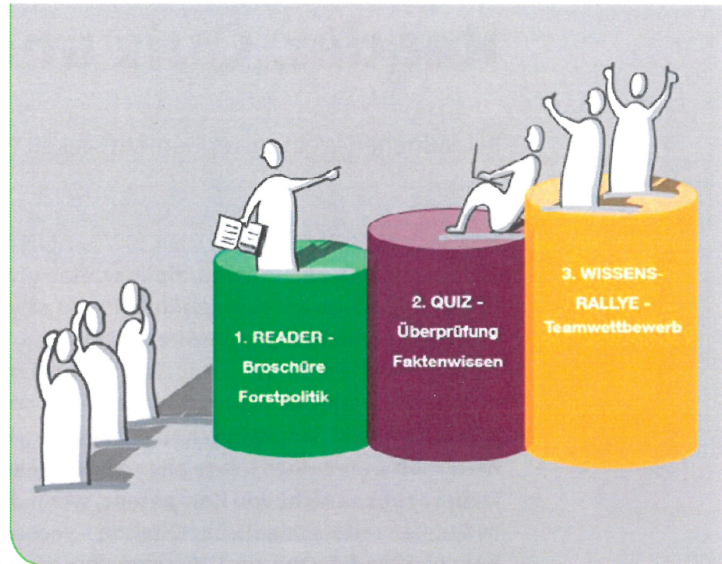 1. READER -
Broschüre
Forstpolitik
2. QUIZ -
Überprüfung
Faktenwissen
3. WISSENS-
RALLYE -
Teamwettbewerb